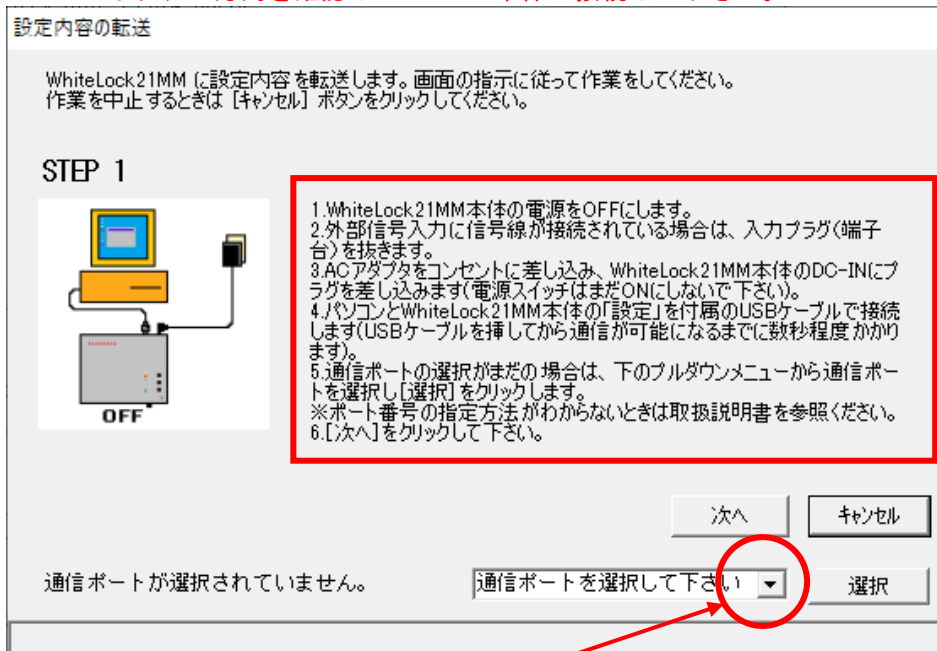 設定内容の転送
WhiteLock21MM に設定内容を転送します。画面の指示に従って作業をしてください。
作業を中止するときは [キャンセル] ボタンをクリックしてください。
STEP 1
1.WhiteLock21MM本体の電源をOFFにします。
2.外部信号入力に信号線が接続されている場合は、入力プラグ(端子
台)を抜きます。
3.ACアダプタをコンセントに差し込み、WhiteLock21MM本体のDC-INにプ
ラグを差し込みます(電源スイッチはまだONにしないで下さい)。
4.パソコンとWhiteLock21MM本体の「設定」を付属のUSBケーブルで接続
します(USBケーブルを挿してから通信が可能になるまでに数秒程度かかり
ます)。
5.通信ポートの選択がまだの場合は、下のプルダウンメニューから通信ポー
トを選択し[選択]をクリックします。
※ポート番号の指定方法がわからないときは取扱説明書を参照ください。
6.[次へ]をクリックして下さい。
OFF
次へ
キャンセル
通信ポートが選択されていません。
通信ポートを選択して下さい
選択